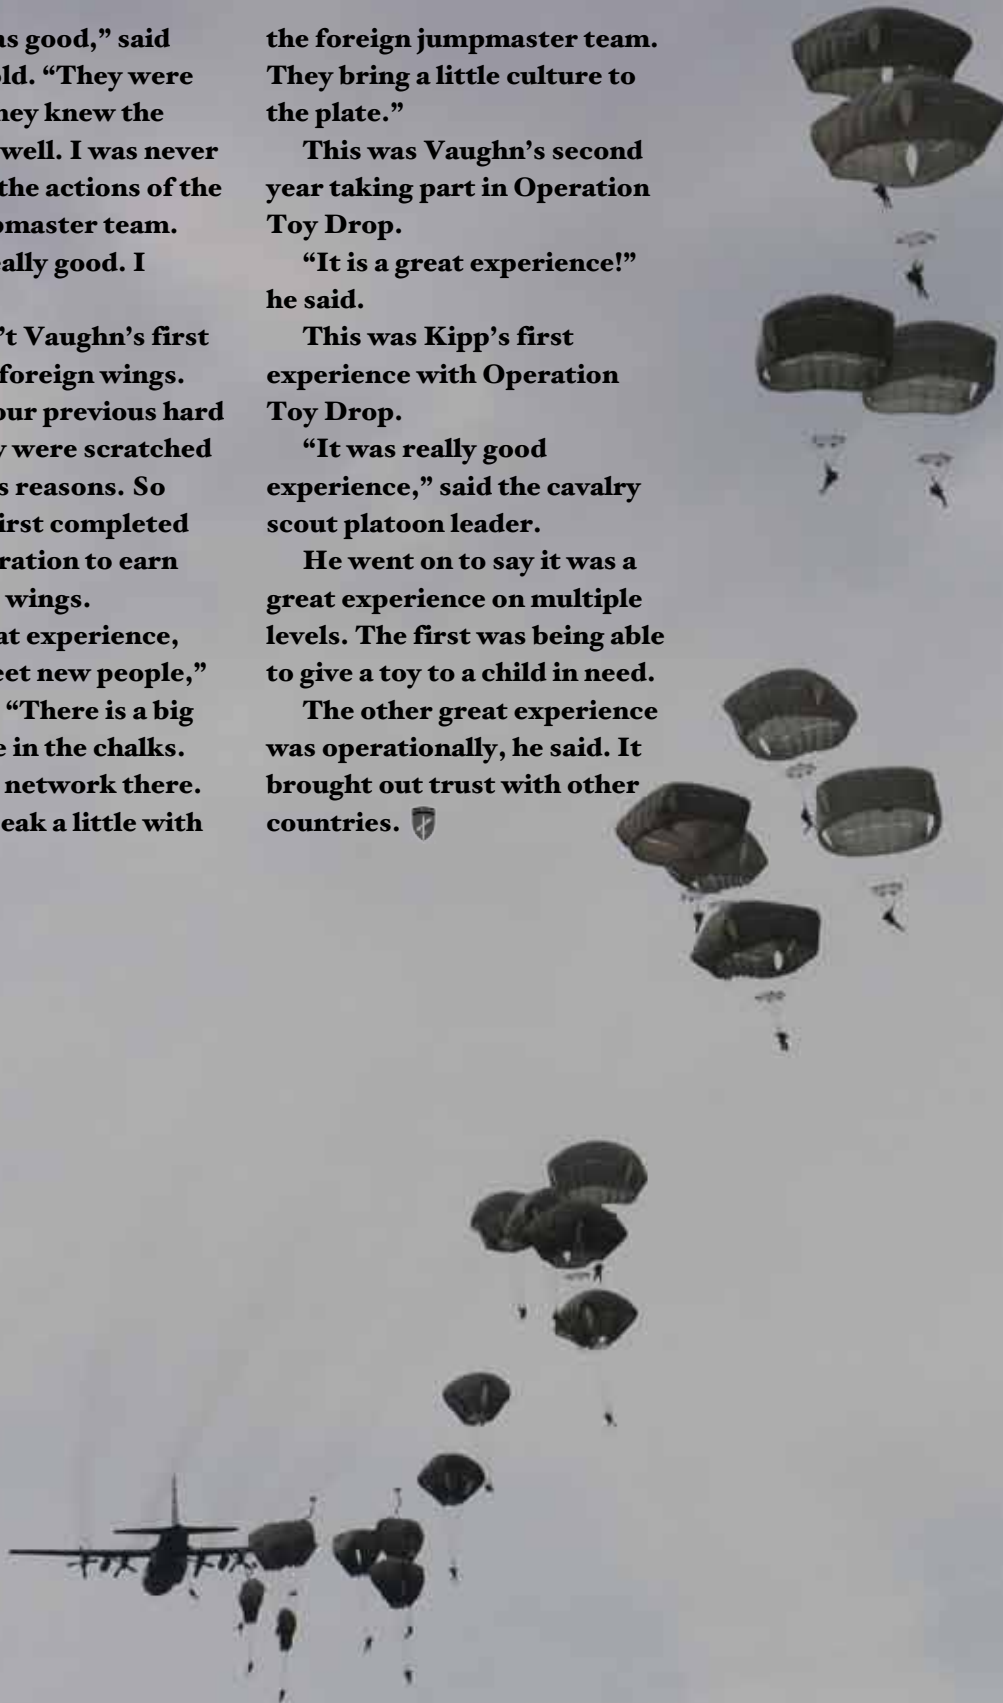 as good,” said
old. “They were
hey knew the
well. I was never
the actions of the
pmaster team.
eally good. I
’t Vaughn’s first
foreign wings.
our previous hard
y were scratched
s reasons. So
irst completed
ration to earn
wings.
at experience,
eet new people,”
“There is a big
e in the chalks.
network there.
eak a little with
the foreign jumpmaster team.
They bring a little culture to
the plate.”
This was Vaughn’s second
year taking part in Operation
Toy Drop.
“It is a great experience!”
he said.
This was Kipp’s first
experience with Operation
Toy Drop.
“It was really good
experience,” said the cavalry
scout platoon leader.
He went on to say it was a
great experience on multiple
levels. The first was being able
to give a toy to a child in need.
The other great experience
was operationally, he said. It
brought out trust with other
countries.